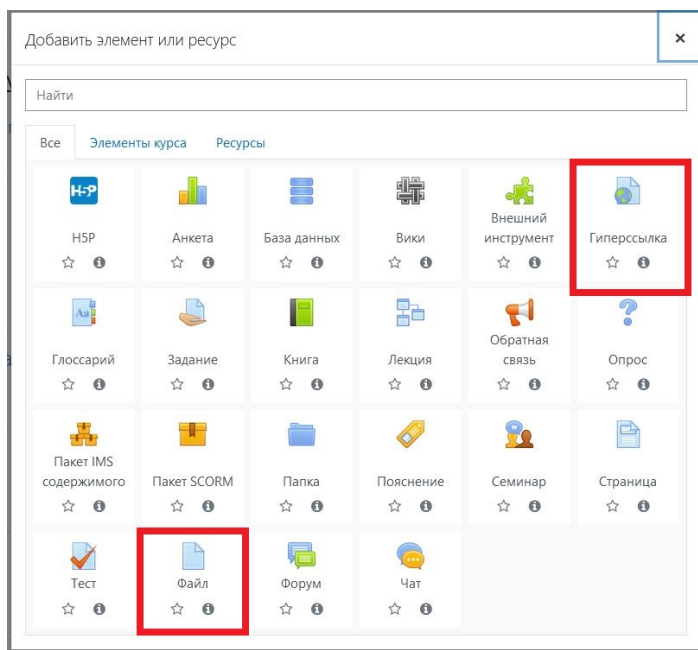 Добавить элемент или ресурс
×
Найти
Все Элементы курса Ресурсы
H5P
H5P Анкета База данных Вики Внешний инструмент Гиперссылка
Aa
Глоссарий Задание Книга Лекция Обратная связь Опрос
Пакет IMS содержимого Пакет SCORM Папка Пояснение Семинар Страница
Тест Файл Форум Чат